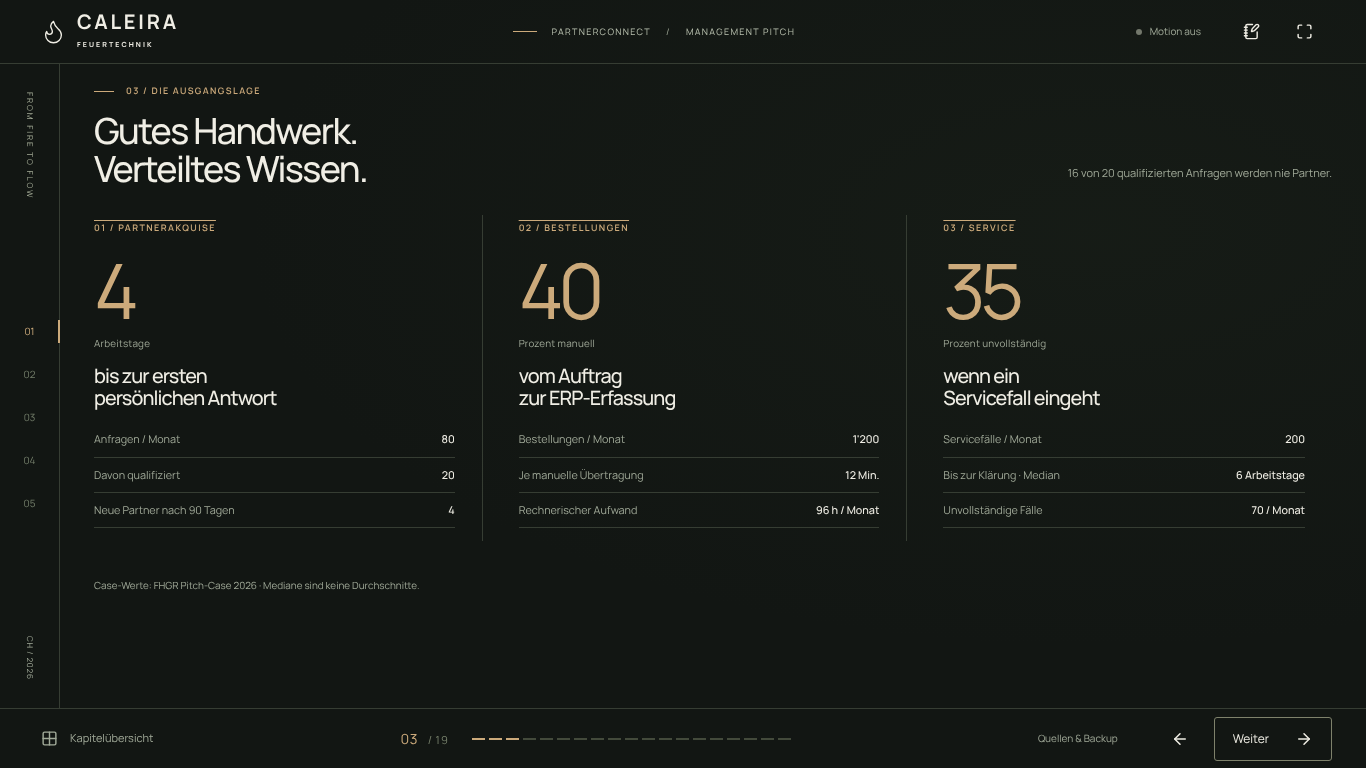 CALEIRA
FEUERTECHNIK
PARTNERCONNECT / MANAGEMENT PITCH
Motion aus
FROM FIRE TO FLOW
01
02
03
04
05
CH / 2026
03 / DIE AUSGANGSLAGE
Gutes Handwerk.
Verteiltes Wissen.
16 von 20 qualifizierten Anfragen werden nie Partner.
01 / PARTNERAKQUISE
4
Arbeitstage
bis zur ersten
persönlichen Antwort
Anfragen / Monat 80
Davon qualifiziert 20
Neue Partner nach 90 Tagen 4
02 / BESTELLUNGEN
40
Prozent manuell
vom Auftrag
zur ERP-Erfassung
Bestellungen / Monat 1'200
Je manuelle Übertragung 12 Min.
Rechnerischer Aufwand 96 h / Monat
03 / SERVICE
35
Prozent unvollständig
wenn ein
Servicefall eingeht
Servicefälle / Monat 200
Bis zur Klärung · Median 6 Arbeitstage
Unvollständige Fälle 70 / Monat
Case-Werte: FHGR Pitch-Case 2026 · Mediane sind keine Durchschnitte.
Kapitelübersicht
03 / 19
Quellen & Backup
Weiter